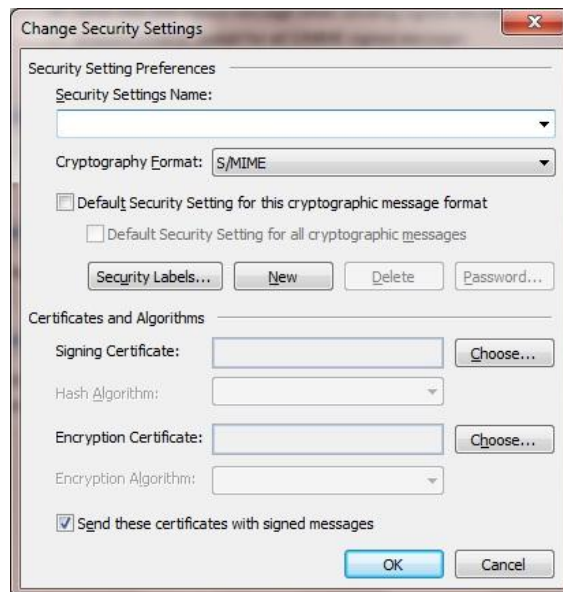 Change Security Settings
Security Setting Preferences
Security Settings Name:
Cryptography Format: S/MIME
Default Security Setting for this cryptographic message format
Default Security Setting for all cryptographic messages
Security Labels... New Delete Password...
Certificates and Algorithms
Signing Certificate: Choose...
Hash Algorithm:
Encryption Certificate: Choose...
Encryption Algorithm:
Send these certificates with signed messages
OK Cancel